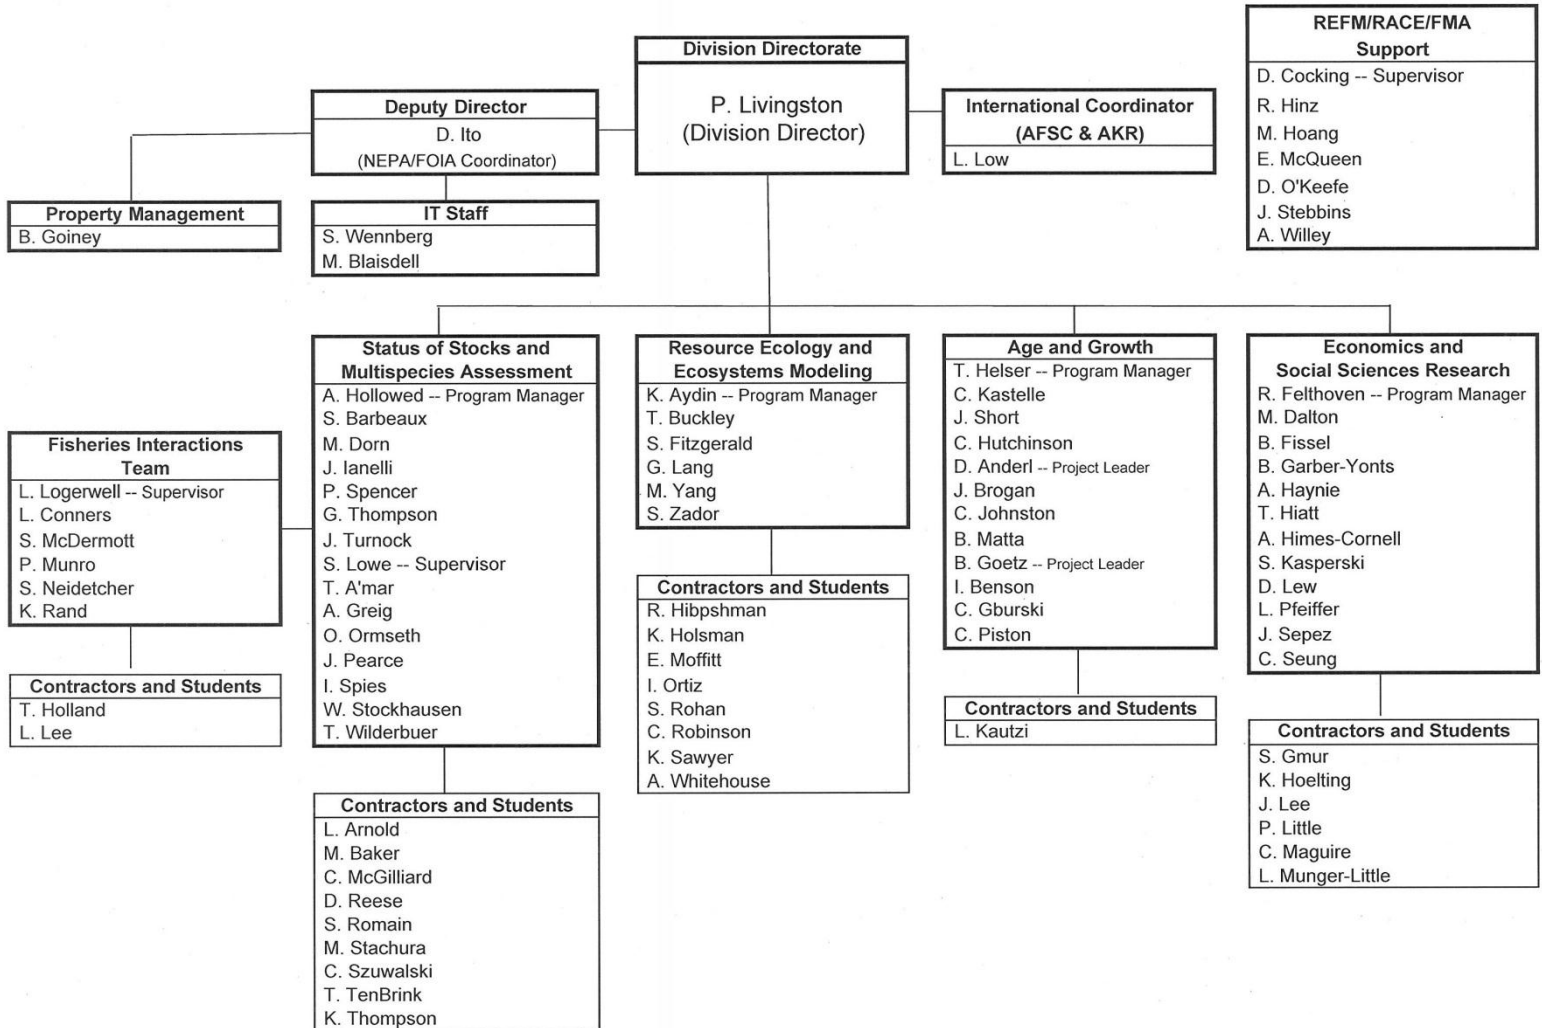 Division Directorate
P. Livingston
(Division Director)
Deputy Director
D. Ito
(NEPA/FOIA Coordinator)
International Coordinator
(AFSC & AKR)
L. Low
REFM/RACE/FMA
Support
D. Cocking -- Supervisor
R. Hinz
M. Hoang
E. McQueen
D. O'Keefe
J. Stebbins
A. Willey
Property Management
B. Goiney
IT Staff
S. Wennberg
M. Blaisdell
Fisheries Interactions
Team
L. Logerwell -- Supervisor
L. Conners
S. McDermott
P. Munro
S. Neidetcher
K. Rand
Contractors and Students
T. Holland
L. Lee
Status of Stocks and
Multispecies Assessment
A. Hollowed -- Program Manager
S. Barbeaux
M. Dorn
J. Ianelli
P. Spencer
G. Thompson
J. Turnock
S. Lowe -- Supervisor
T. A'mar
A. Greig
O. Ormseth
J. Pearce
I. Spies
W. Stockhausen
T. Wilderbuer
Contractors and Students
L. Arnold
M. Baker
C. McGilliard
D. Reese
S. Romain
M. Stachura
C. Szuwalski
T. TenBrink
K. Thompson
Resource Ecology and
Ecosystems Modeling
K. Aydin -- Program Manager
T. Buckley
S. Fitzgerald
G. Lang
M. Yang
S. Zador
Contractors and Students
R. Hibpshman
K. Holsman
E. Moffitt
I. Ortiz
S. Rohan
C. Robinson
K. Sawyer
A. Whitehouse
Age and Growth
T. Helser -- Program Manager
C. Kastelle
J. Short
C. Hutchinson
D. Anderl -- Project Leader
J. Brogan
C. Johnston
B. Matta
B. Goetz -- Project Leader
I. Benson
C. Gburski
C. Piston
Contractors and Students
L. Kautzi
Economics and
Social Sciences Research
R. Felthoven -- Program Manager
M. Dalton
B. Fissel
B. Garber-Yonts
A. Haynie
T. Hiatt
A. Himes-Cornell
S. Kasperski
D. Lew
L. Pfeiffer
J. Sepez
C. Seung
Contractors and Students
S. Gmur
K. Hoelting
J. Lee
P. Little
C. Maguire
L. Munger-Little